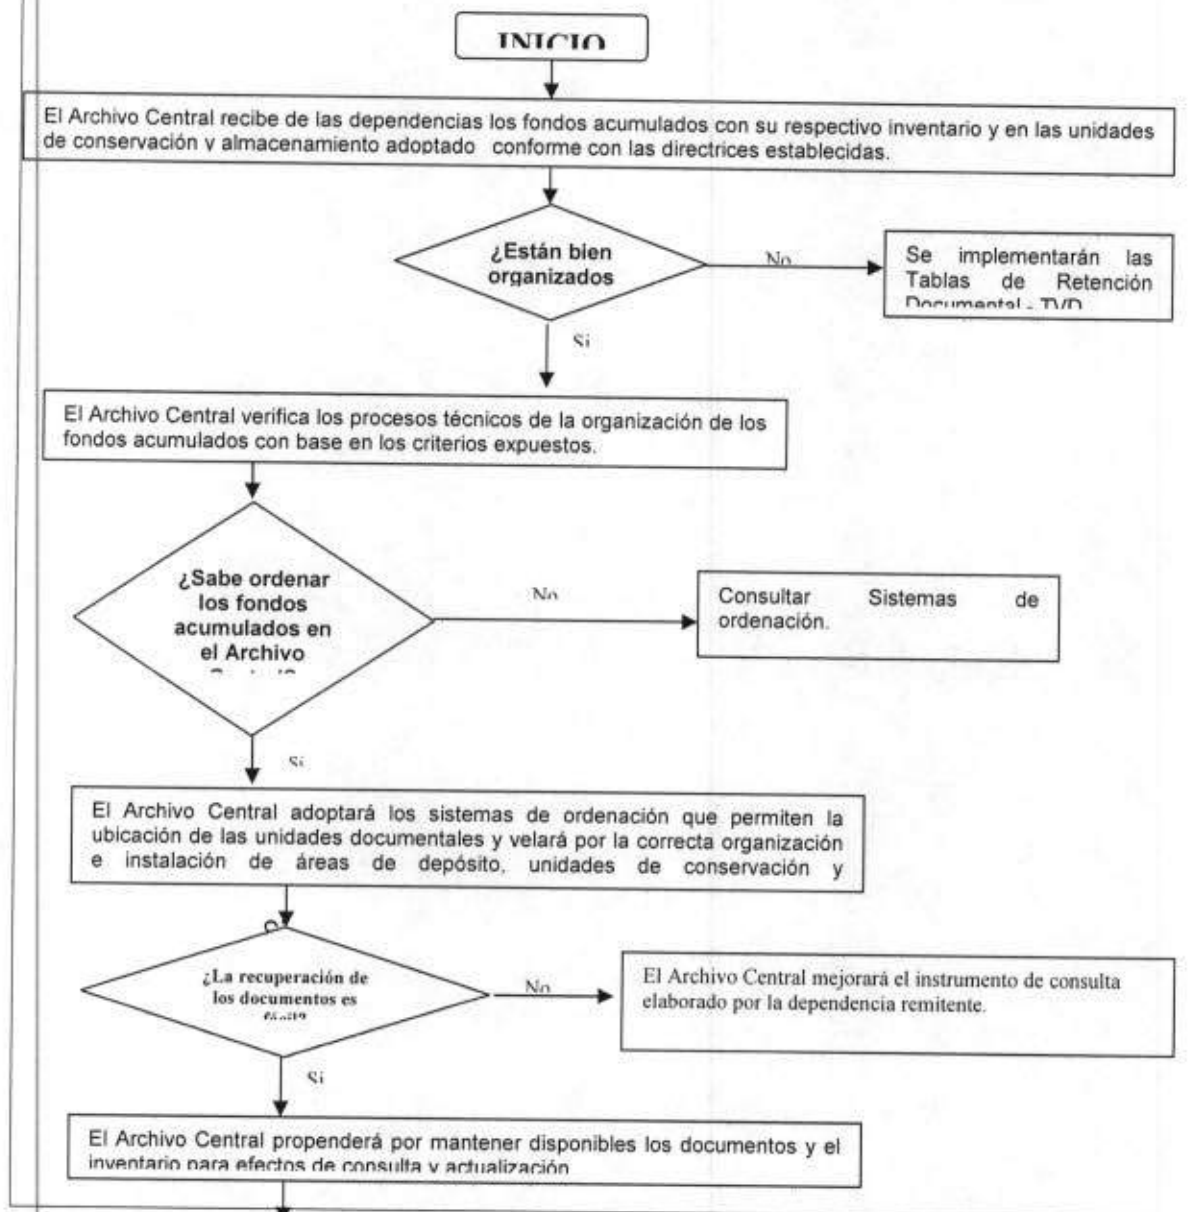 INICIO
El Archivo Central recibe de las dependencias los fondos acumulados con su respectivo inventario y en las unidades
de conservación y almacenamiento adoptado conforme con las directrices establecidas.
¿Están bien
organizados
No
Se implementarán las
Tablas de Retención
Documental - TVD
Si
El Archivo Central verifica los procesos técnicos de la organización de los
fondos acumulados con base en los criterios expuestos.
¿Sabe ordenar
los fondos
acumulados en
el Archivo
No
Consultar Sistemas de
ordenación.
Si
El Archivo Central adoptará los sistemas de ordenación que permiten la
ubicación de las unidades documentales y velará por la correcta organización
e instalación de áreas de depósito, unidades de conservación y
¿La recuperación de
los documentos es
No
El Archivo Central mejorará el instrumento de consulta
elaborado por la dependencia remitente.
Si
El Archivo Central propenderá por mantener disponibles los documentos y el
inventario para efectos de consulta y actualización